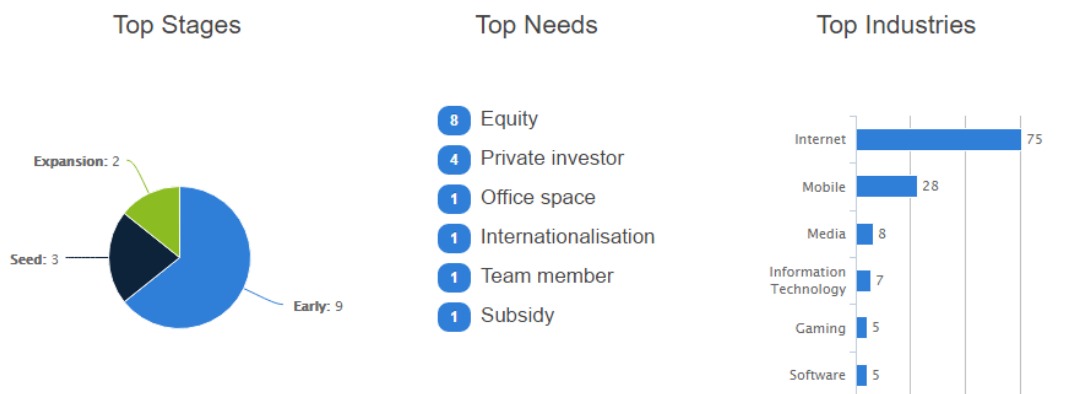 Top Stages
Expansion: 2
Seed: 3
Early: 9
Top Needs
8 Equity
4 Private investor
1 Office space
1 Internationalisation
1 Team member
1 Subsidy
Top Industries
Internet 75
Mobile 28
Media 8
Information
Technology 7
Gaming 5
Software 5